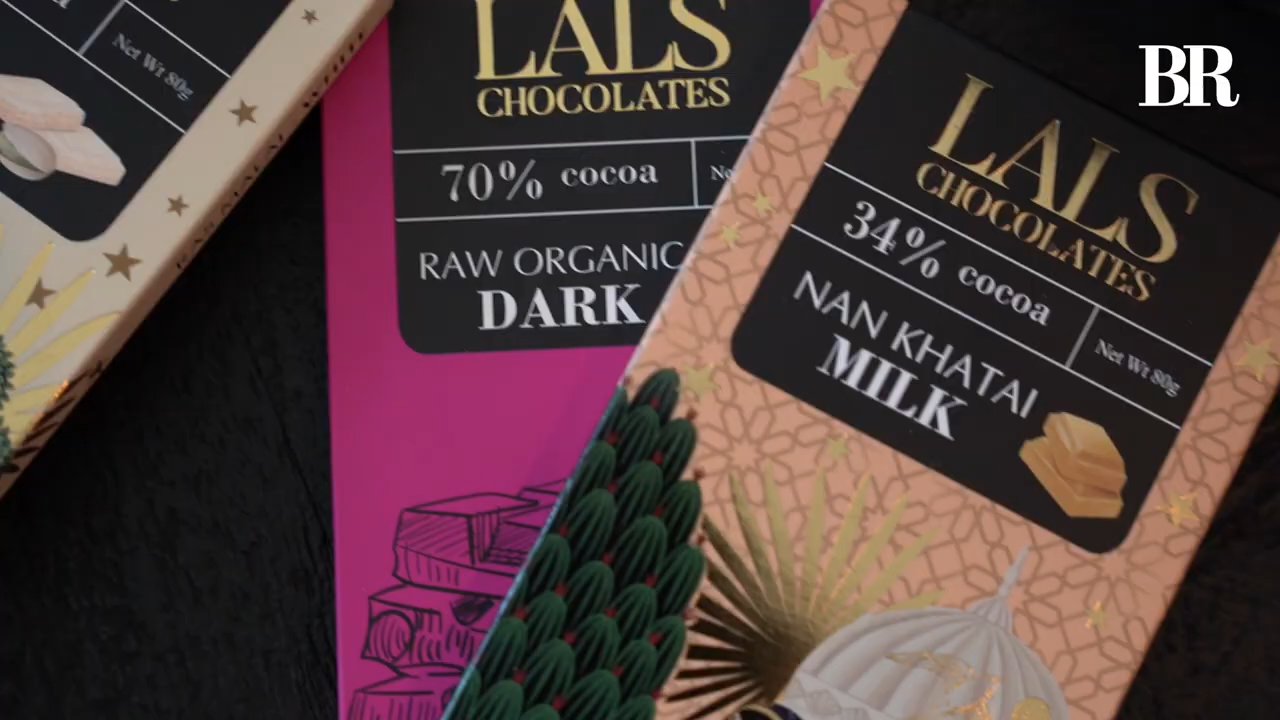 Net Wt 80g
LALS
CHOCOLATES
70% cocoa
RAW ORGANIC
DARK
LALS
CHOCOLATES
34% cocoa
Net Wt 80g
NAN KHATAI
MILK
BR